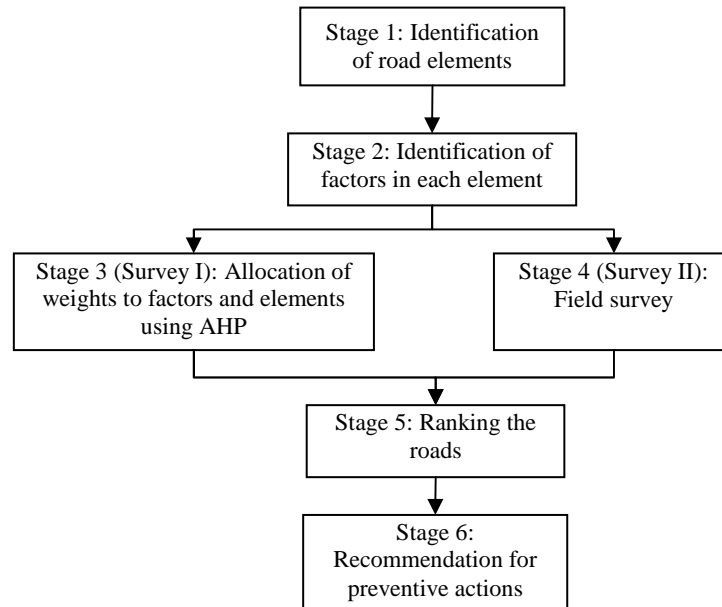 Stage 1: Identification
of road elements
Stage 2: Identification of
factors in each element
Stage 3 (Survey I): Allocation of
weights to factors and elements
using AHP
Stage 4 (Survey II):
Field survey
Stage 5: Ranking the
roads
Stage 6:
Recommendation for
preventive actions